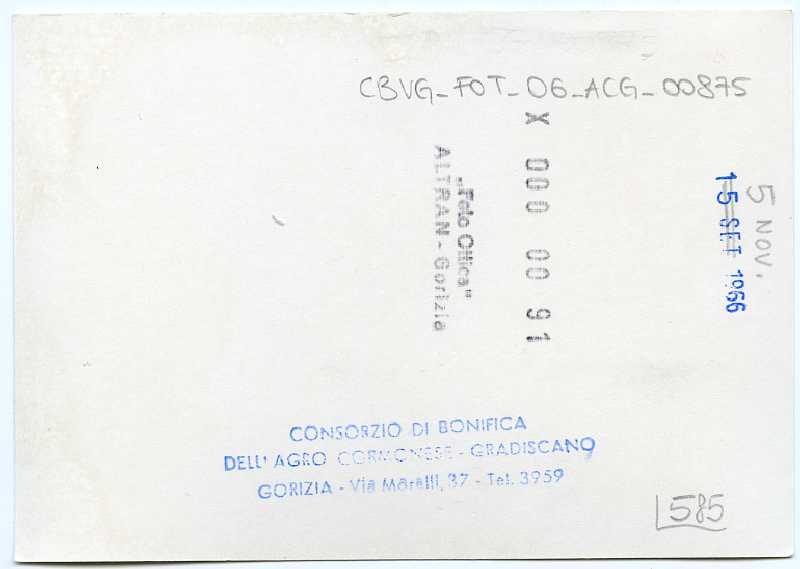 CBVG_FOT_06_ACG_00875
X 000 00 91
"Foto Ottica"
ALTRAN - Gorizia
5 NOV.
15 SET 1966
CONSORZIO DI BONIFICA
DELL'AGRO CORMONESE - GRADISCANO
GORIZIA - Via Morelli, 37 - Tel. 3959
585